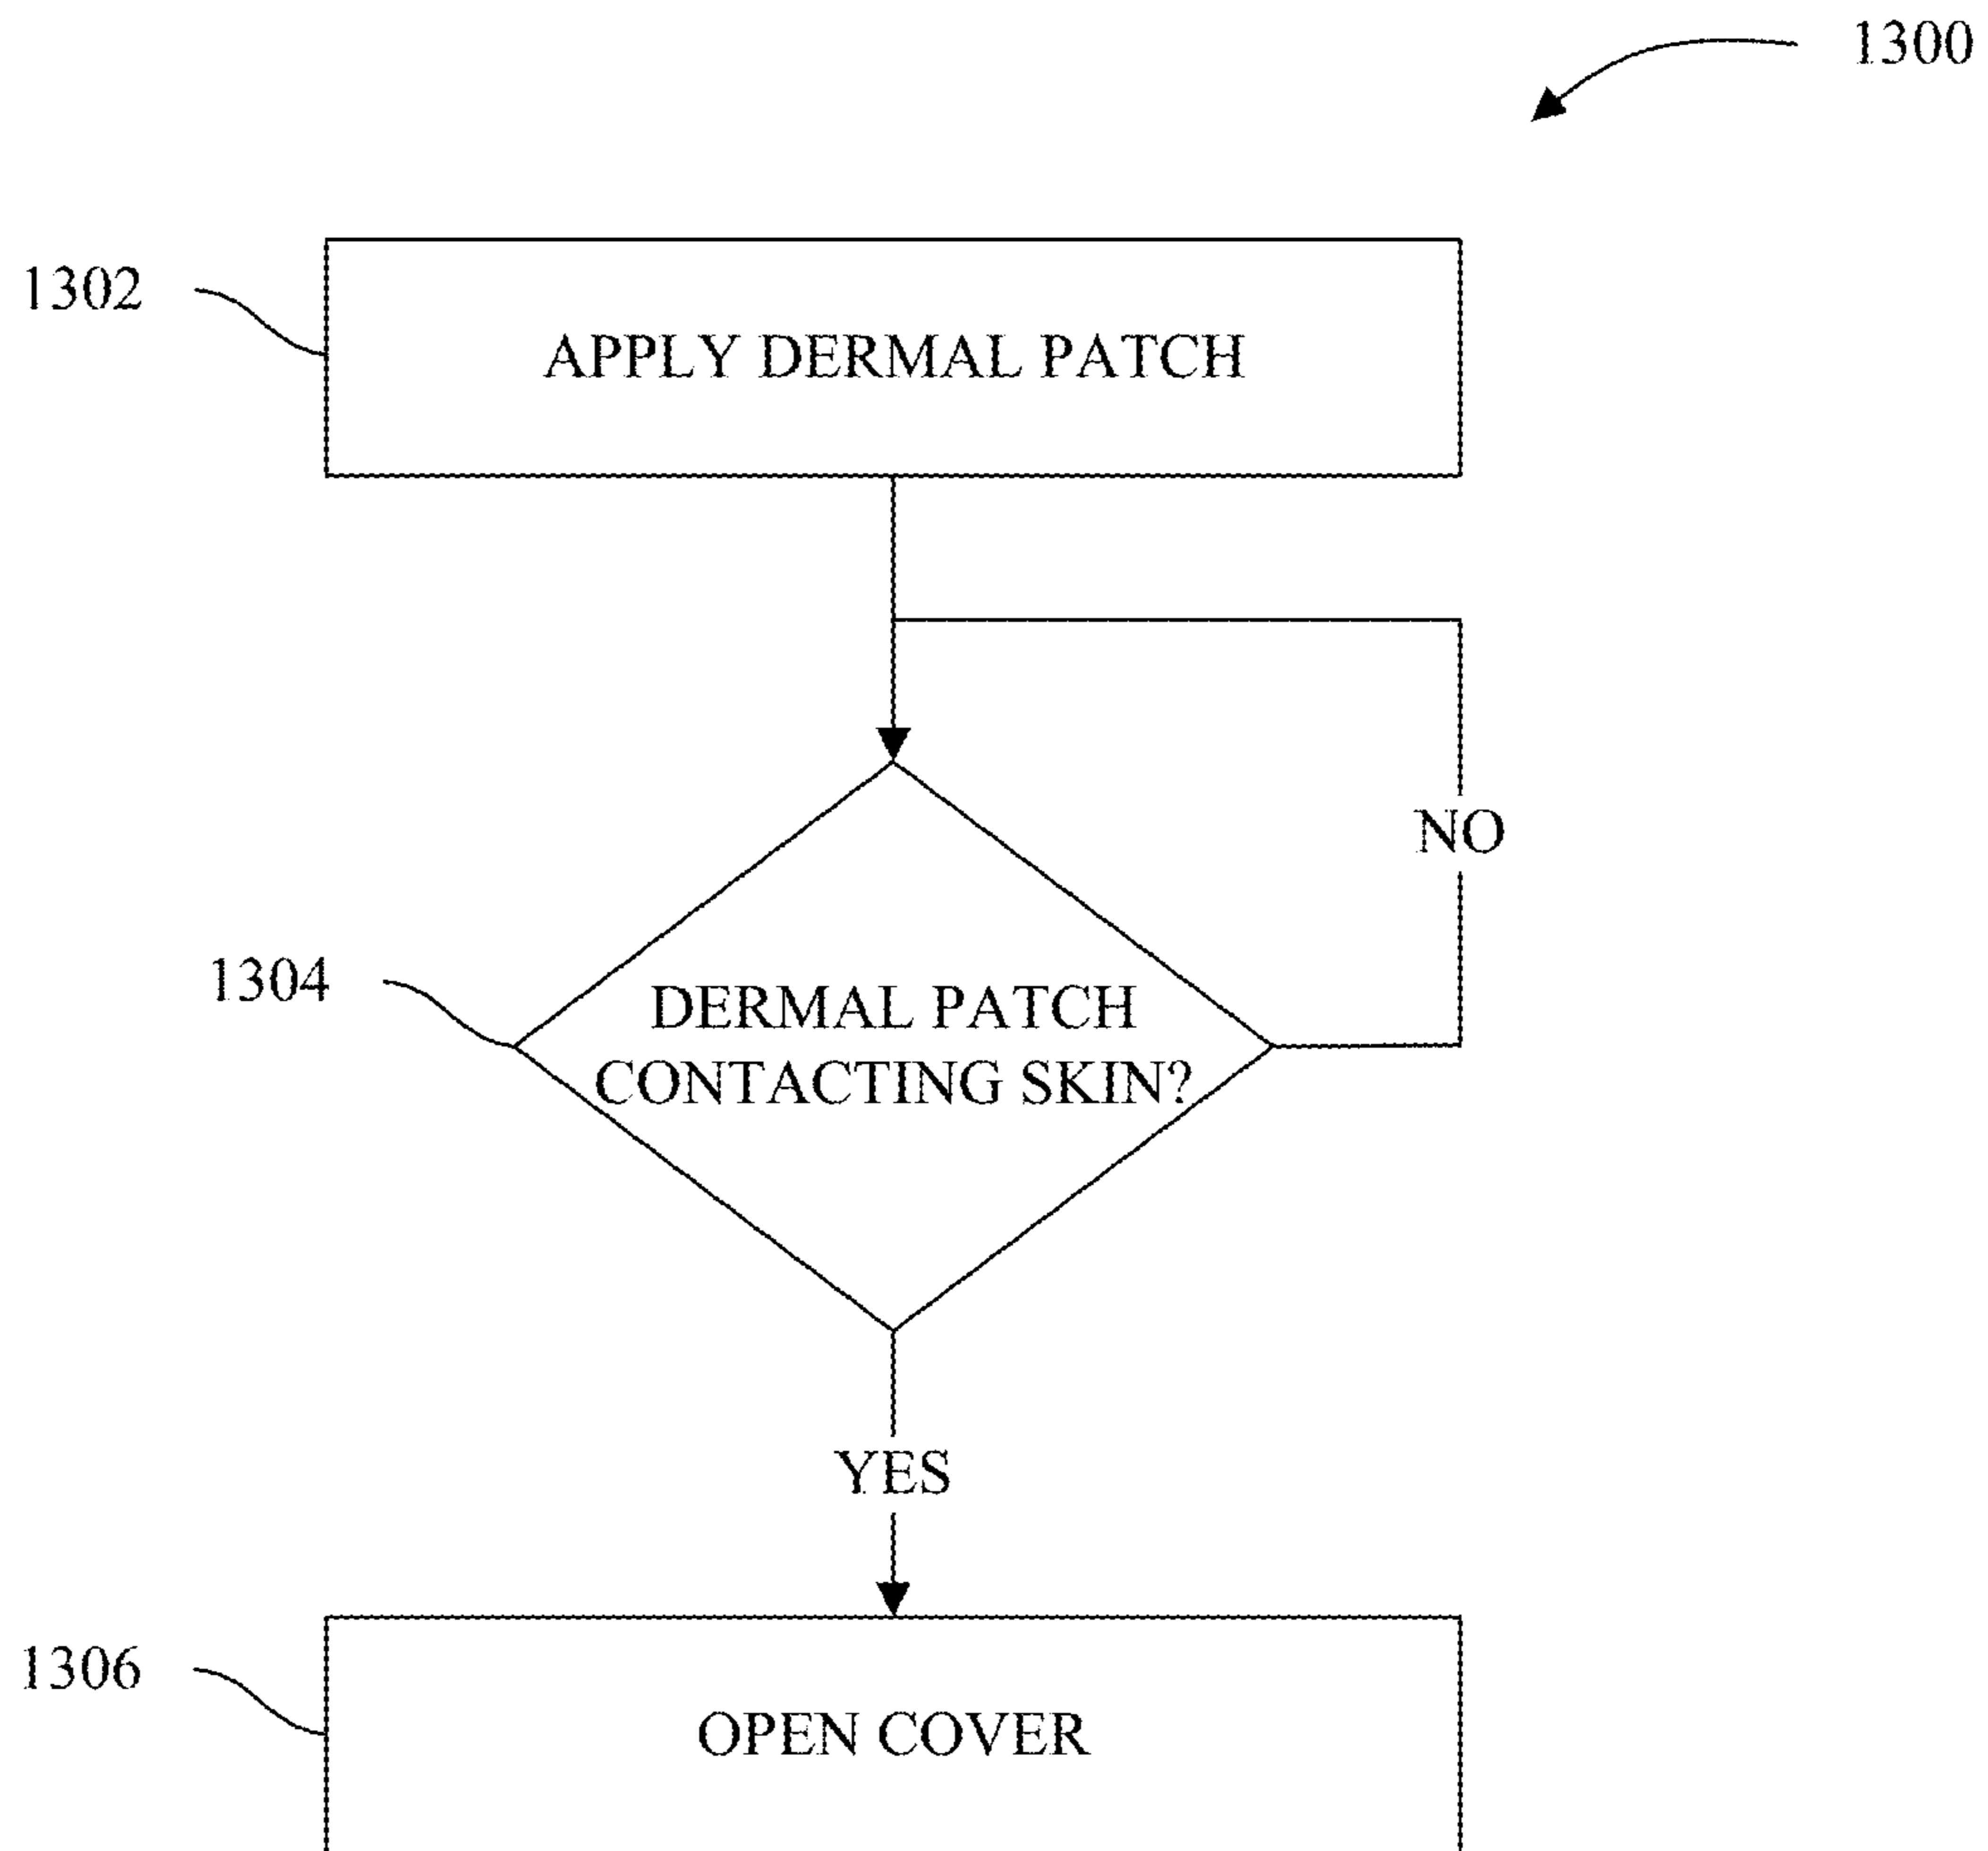 1300
1302
APPLY DERMAL PATCH
NO
1304
DERMAL PATCH
CONTACTING SKIN?
YES
1306
OPEN COVER